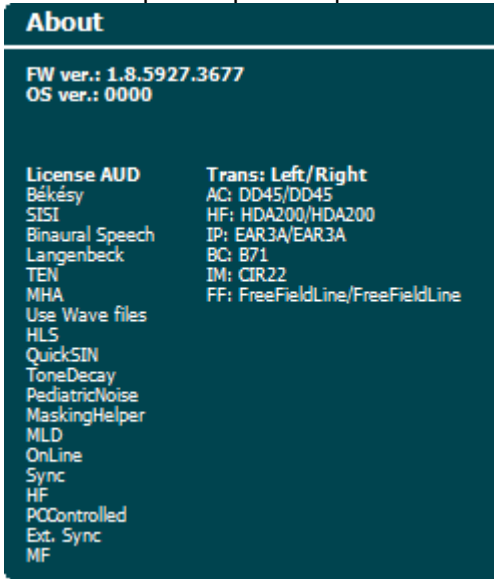 About
FW ver.: 1.8.5927.3677
OS ver.: 0000
License AUD
Békésy
SISI
Binaural Speech
Langenbeck
TEN
MHA
Use Wave files
HLS
QuickSIN
ToneDecay
PediatricNoise
MaskingHelper
MLD
OnLine
Sync
HF
PCControlled
Ext. Sync
MF
Trans: Left/Right
AC: DD45/DD45
HF: HDA200/HDA200
IP: EAR3A/EAR3A
BC: B71
IM: CIR22
FF: FreeFieldLine/FreeFieldLine